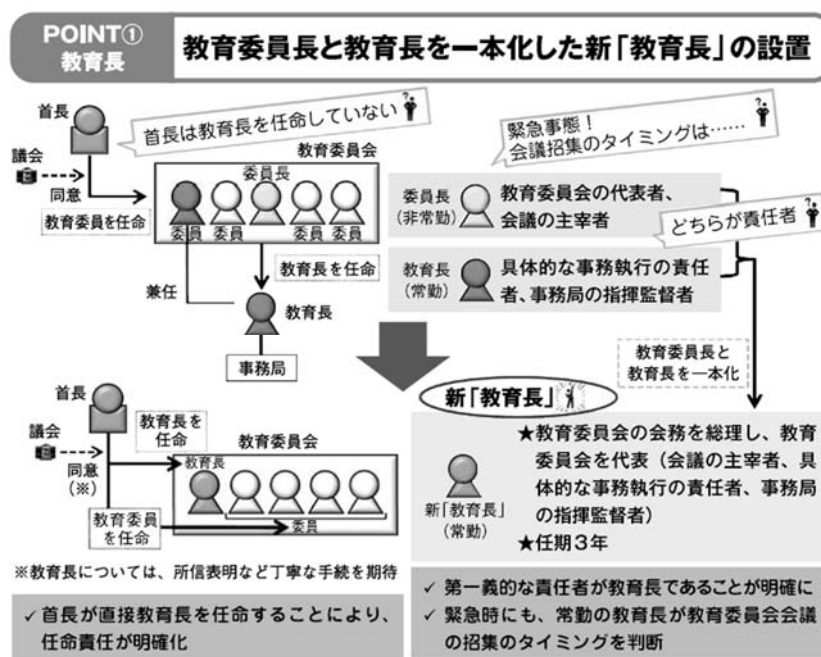 POINT①
教育長
教育委員長と教育長を一本化した新「教育長」の設置
首長
首長は教育長を任命していない
議会
同意
教育委員を任命
教育委員会
委員長
委員
委員
委員
委員
教育長を任命
兼任
教育長
事務局
緊急事態！
会議招集のタイミングは……
委員長
（非常勤）
教育委員会の代表者、
会議の主宰者
どちらが責任者
教育長
（常勤）
具体的な事務執行の責任
者、事務局の指揮監督者
教育委員長と
教育長を一本化
首長
教育長を
任命
議会
同意
（※）
教育委員会
教育長
委員
教育委員
を任命
※教育長については、所信表明など丁寧な手続を期待
✓ 首長が直接教育長を任命することにより、
任命責任が明確化
新「教育長」
新「教育長」
（常勤）
★教育委員会の会務を総理し、教育
委員会を代表（会議の主宰者、具
体的な事務執行の責任者、事務局
の指揮監督者）
★任期３年
✓ 第一義的な責任者が教育長であることが明確に
✓ 緊急時にも、常勤の教育長が教育委員会会議
の招集のタイミングを判断